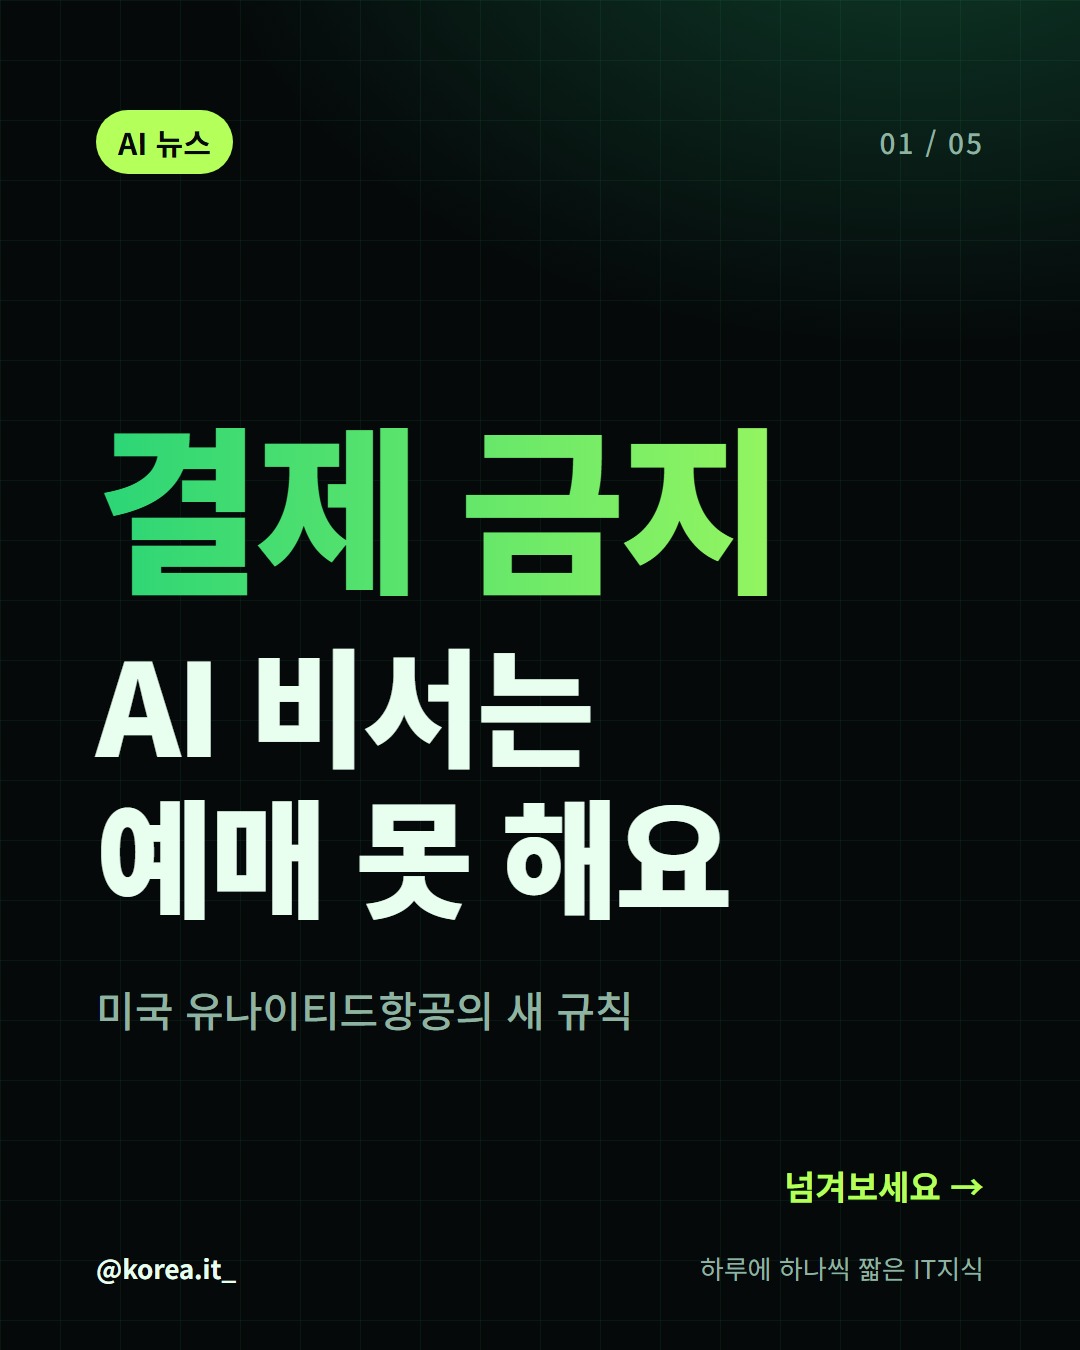 AI 뉴스
01 / 05
결제 금지
AI 비서는
예매 못 해요
미국 유나이티드항공의 새 규칙
넘겨보세요 →
@korea.it_
하루에 하나씩 짧은 IT지식